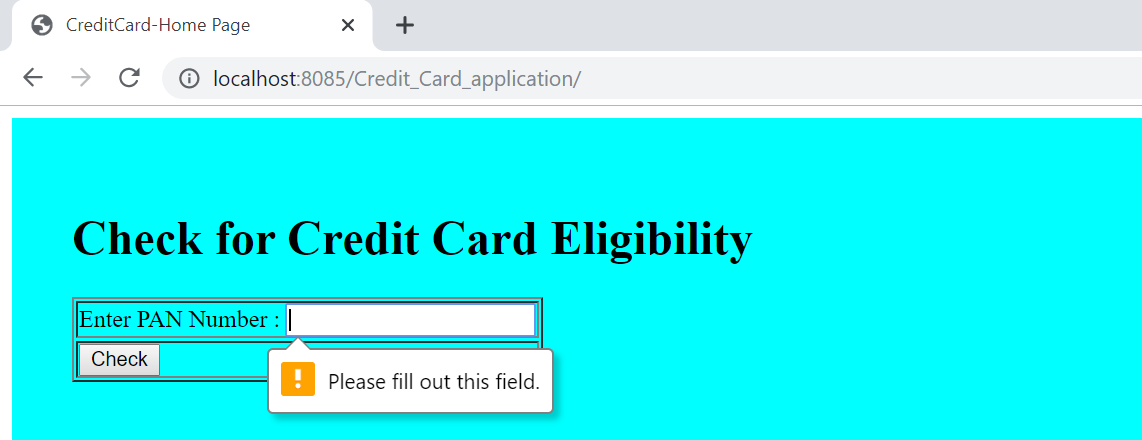 CreditCard-Home Page
localhost:8085/Credit_Card_application/
Check for Credit Card Eligibility
Enter PAN Number :
Check
Please fill out this field.